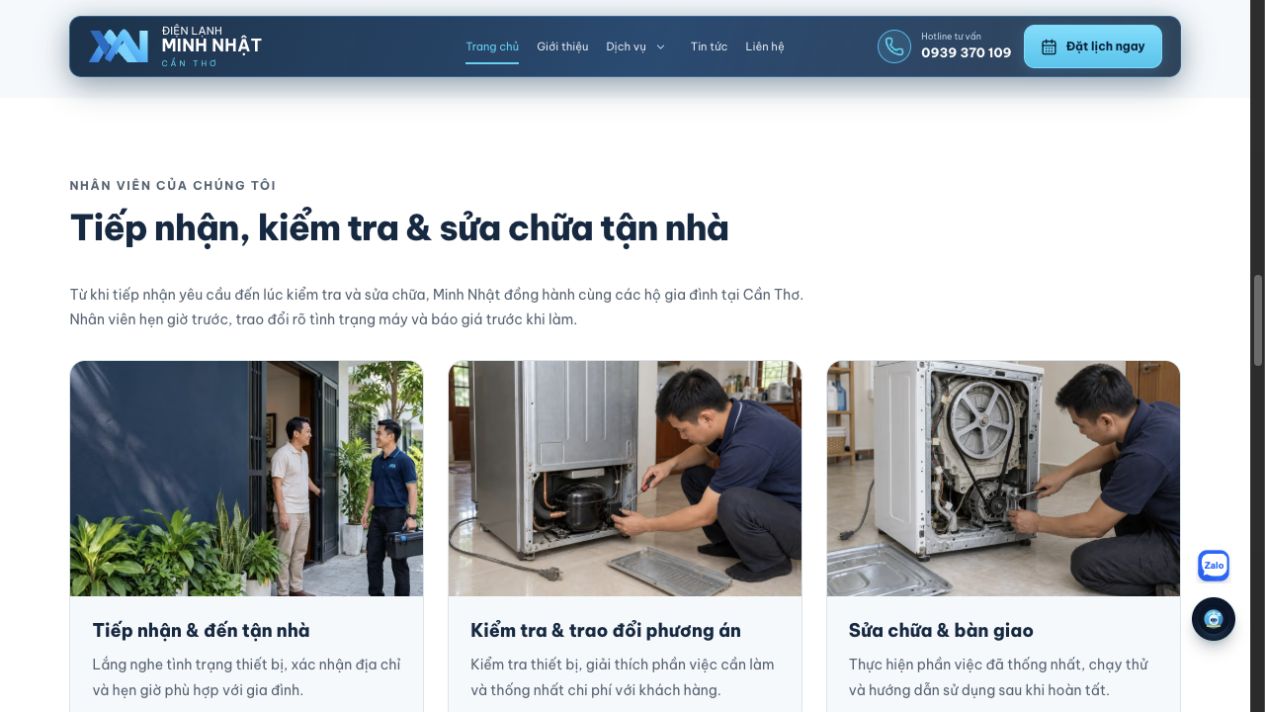 ĐIỆN LẠNH
MINH NHẬT
CẦN THƠ
Trang chủ
Giới thiệu
Dịch vụ
Tin tức
Liên hệ
Hotline tư vấn
0939 370 109
Đặt lịch ngay
NHÂN VIÊN CỦA CHÚNG TÔI
Tiếp nhận, kiểm tra & sửa chữa tận nhà
Từ khi tiếp nhận yêu cầu đến lúc kiểm tra và sửa chữa, Minh Nhật đồng hành cùng các hộ gia đình tại Cần Thơ.
Nhân viên hẹn giờ trước, trao đổi rõ tình trạng máy và báo giá trước khi làm.
Tiếp nhận & đến tận nhà
Lắng nghe tình trạng thiết bị, xác nhận địa chỉ
và hẹn giờ phù hợp với gia đình.
Kiểm tra & trao đổi phương án
Kiểm tra thiết bị, giải thích phần việc cần làm
và thống nhất chi phí với khách hàng.
Sửa chữa & bàn giao
Thực hiện phần việc đã thống nhất, chạy thử
và hướng dẫn sử dụng sau khi hoàn tất.
Zalo